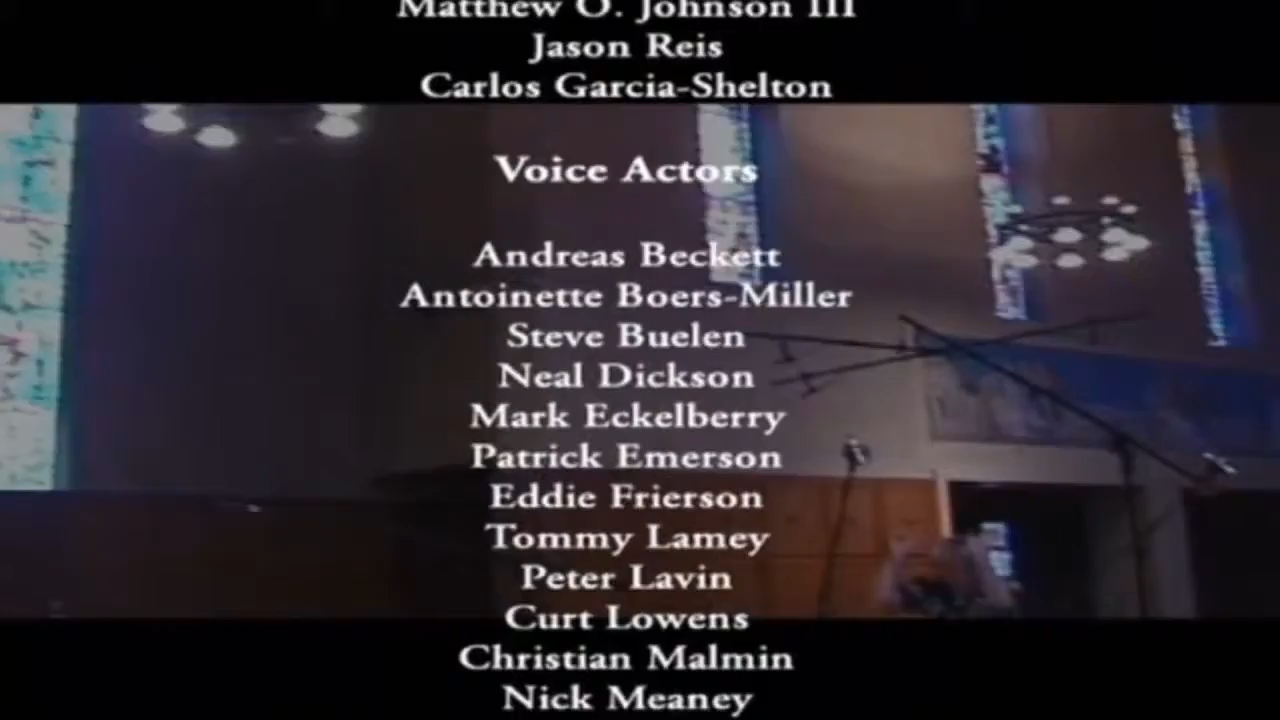 Matthew O. Johnson III
Jason Reis
Carlos Garcia-Shelton
Voice Actors
Andreas Beckett
Antoinette Boers-Miller
Steve Buelen
Neal Dickson
Mark Eckelberry
Patrick Emerson
Eddie Frierson
Tommy Lamey
Peter Lavin
Curt Lowens
Christian Malmin
Nick Meaney